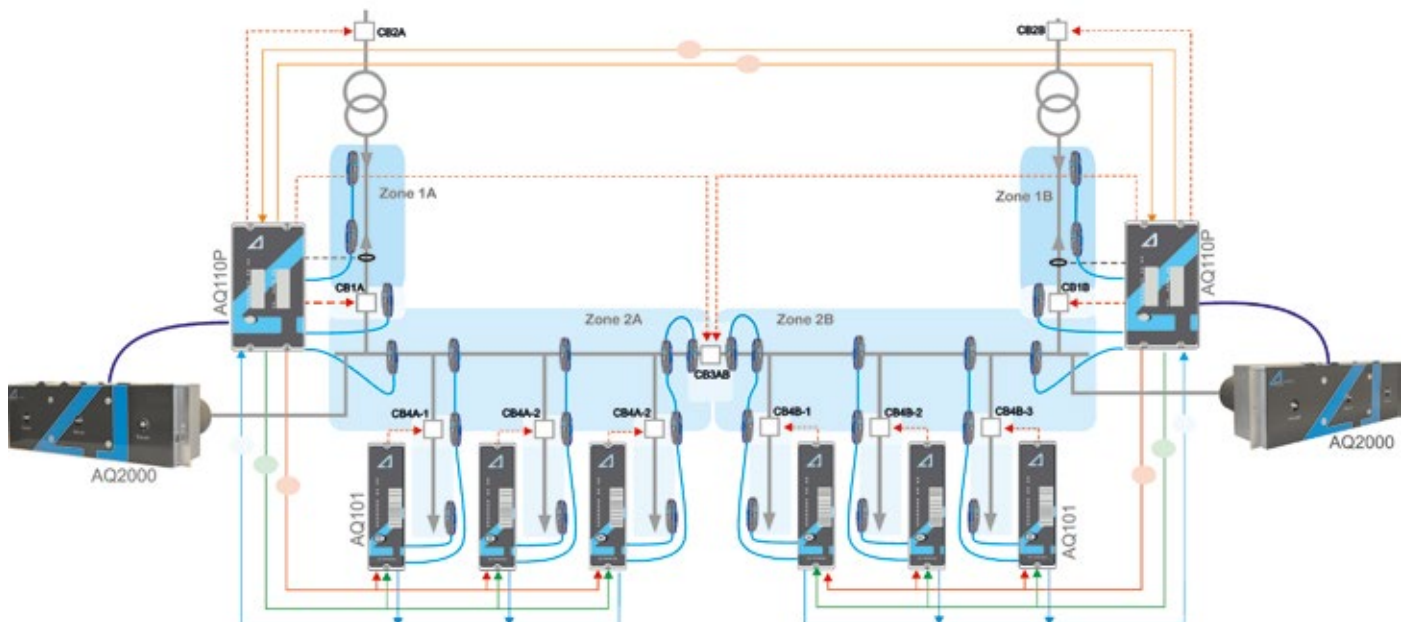 CB2A
CB2B
Zone 1A
Zone 1B
AQ110P
AQ110P
CB1A
CB1B
Zone 2A
Zone 2B
CB3AB
CB4A-1
CB4A-2
CB4A-2
CB4B-1
CB4B-2
CB4B-3
AQ2000
AQ2000
AQ101
AQ101